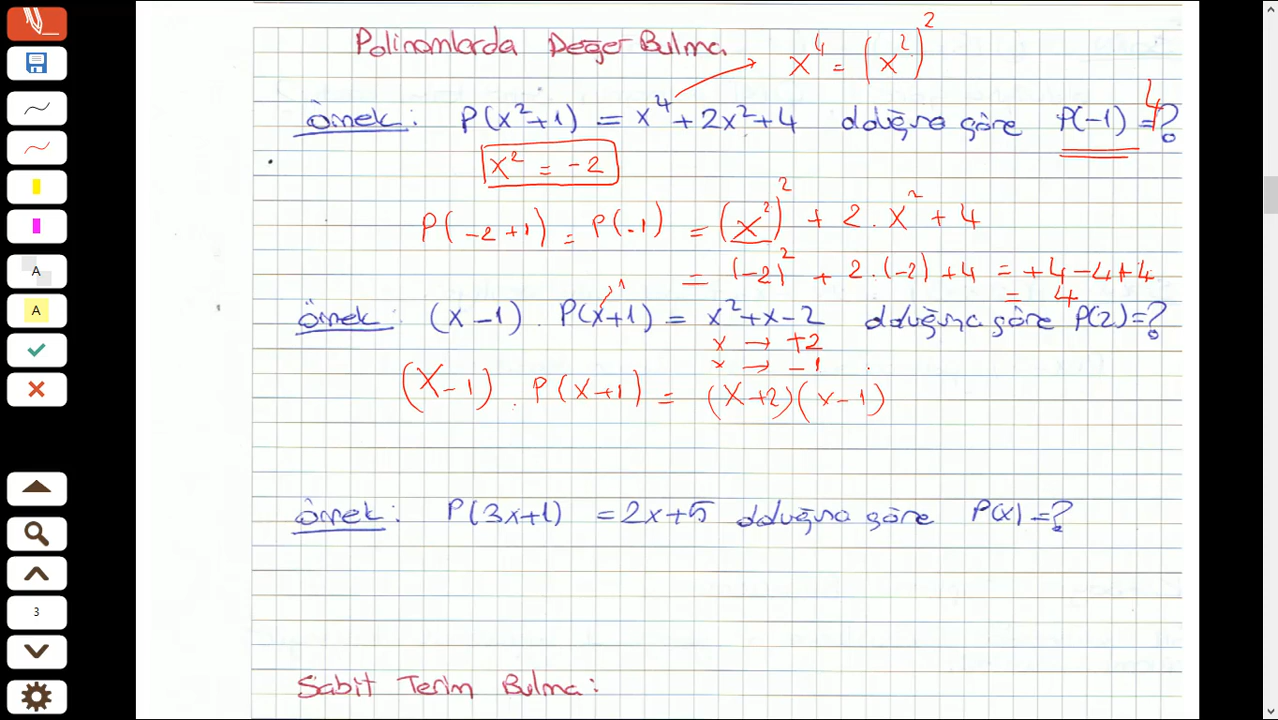 Polinomlarda Değer Bulma
x⁴ = (x²)²
Örnek: P(x²+1) = x⁴+2x²+4 olduğuna göre P(-1) = ? 4
x² = -2
P(-2+1) = P(-1) = (x²)² + 2.x² + 4
= (-2)² + 2.(-2) + 4 = +4-4+4
= 4
Örnek: (x-1). P(x+1) = x²+x-2 olduğuna göre P(2)=?
1
x → +2
x → -1
(x-1). P(x+1) = (x+2)(x-1)
Örnek: P(3x+1) = 2x+5 olduğuna göre P(x)=?
Sabit Terim Bulma:
A
A
3